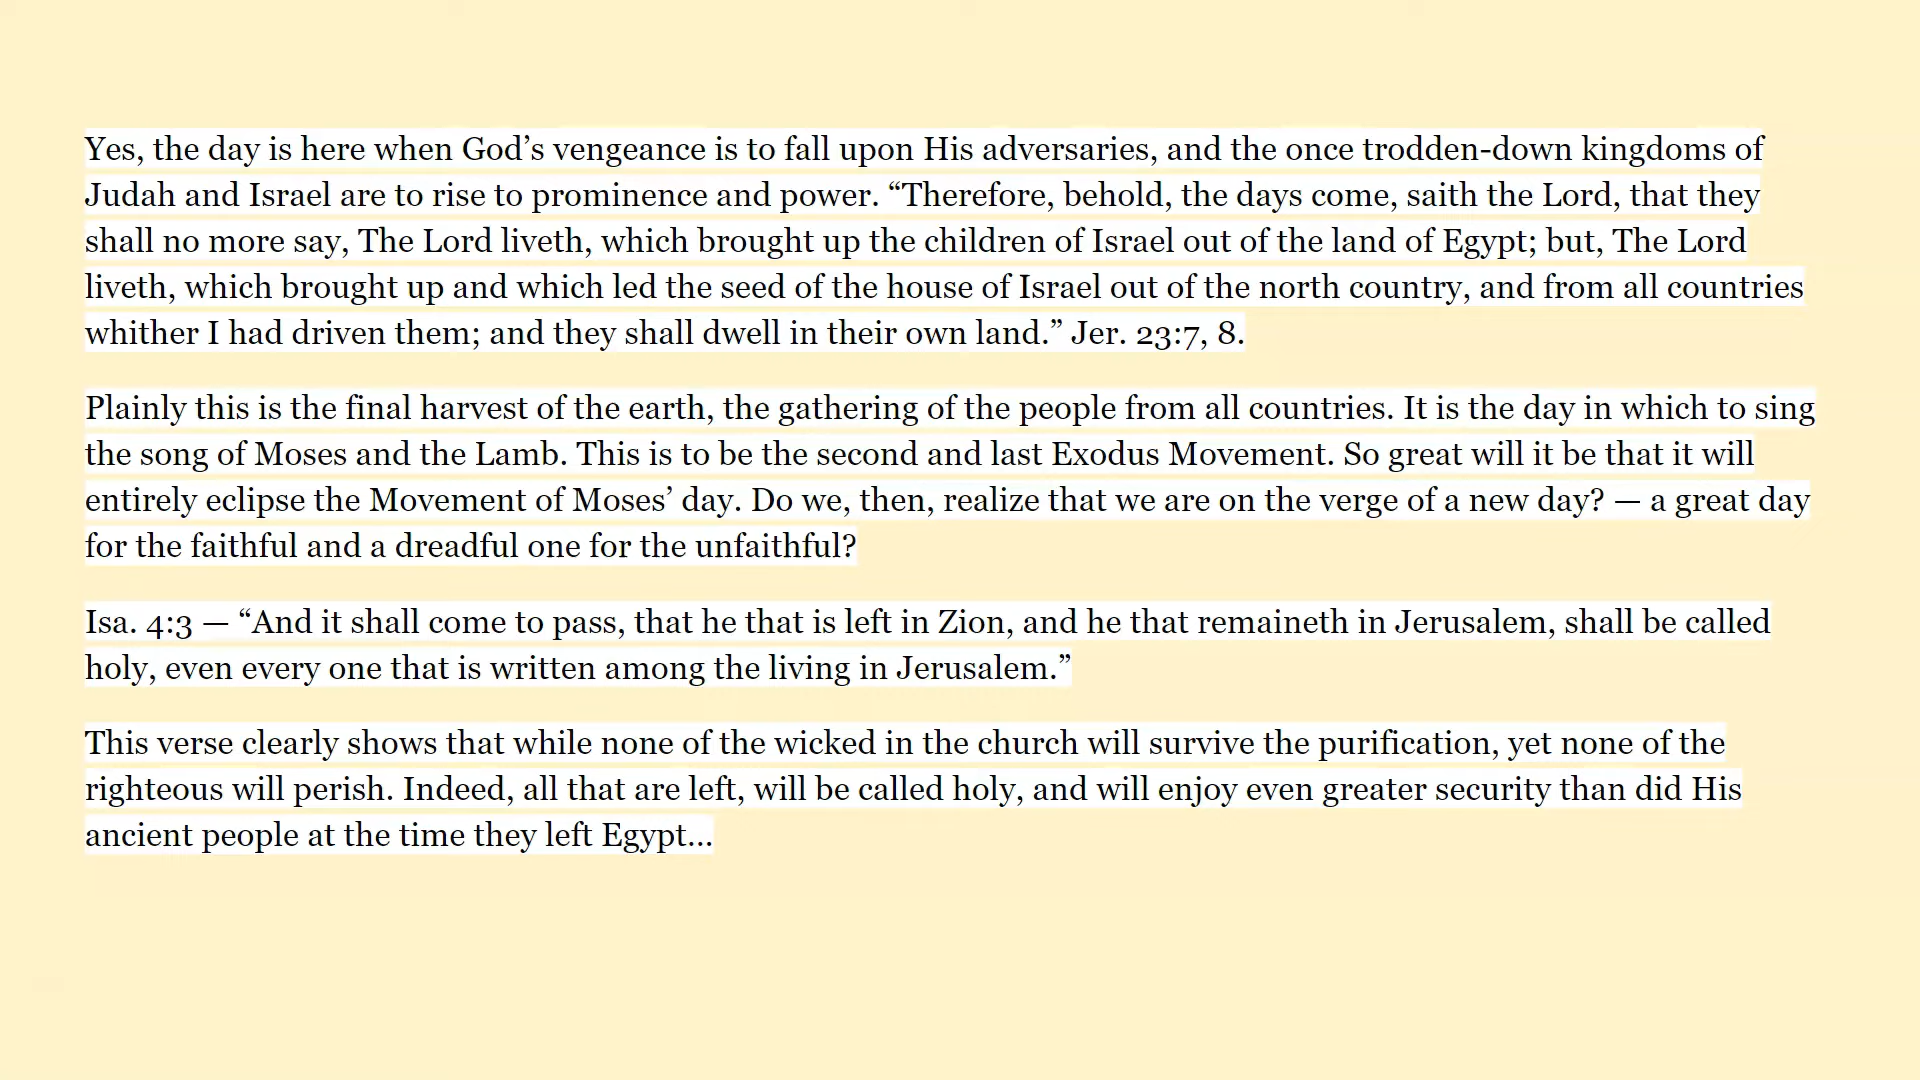 Yes, the day is here when God’s vengeance is to fall upon His adversaries, and the once trodden-down kingdoms of
Judah and Israel are to rise to prominence and power. “Therefore, behold, the days come, saith the Lord, that they
shall no more say, The Lord liveth, which brought up the children of Israel out of the land of Egypt; but, The Lord
liveth, which brought up and which led the seed of the house of Israel out of the north country, and from all countries
whither I had driven them; and they shall dwell in their own land.” Jer. 23:7, 8.
Plainly this is the final harvest of the earth, the gathering of the people from all countries. It is the day in which to sing
the song of Moses and the Lamb. This is to be the second and last Exodus Movement. So great will it be that it will
entirely eclipse the Movement of Moses’ day. Do we, then, realize that we are on the verge of a new day? — a great day
for the faithful and a dreadful one for the unfaithful?
Isa. 4:3 — “And it shall come to pass, that he that is left in Zion, and he that remaineth in Jerusalem, shall be called
holy, even every one that is written among the living in Jerusalem.”
This verse clearly shows that while none of the wicked in the church will survive the purification, yet none of the
righteous will perish. Indeed, all that are left, will be called holy, and will enjoy even greater security than did His
ancient people at the time they left Egypt...